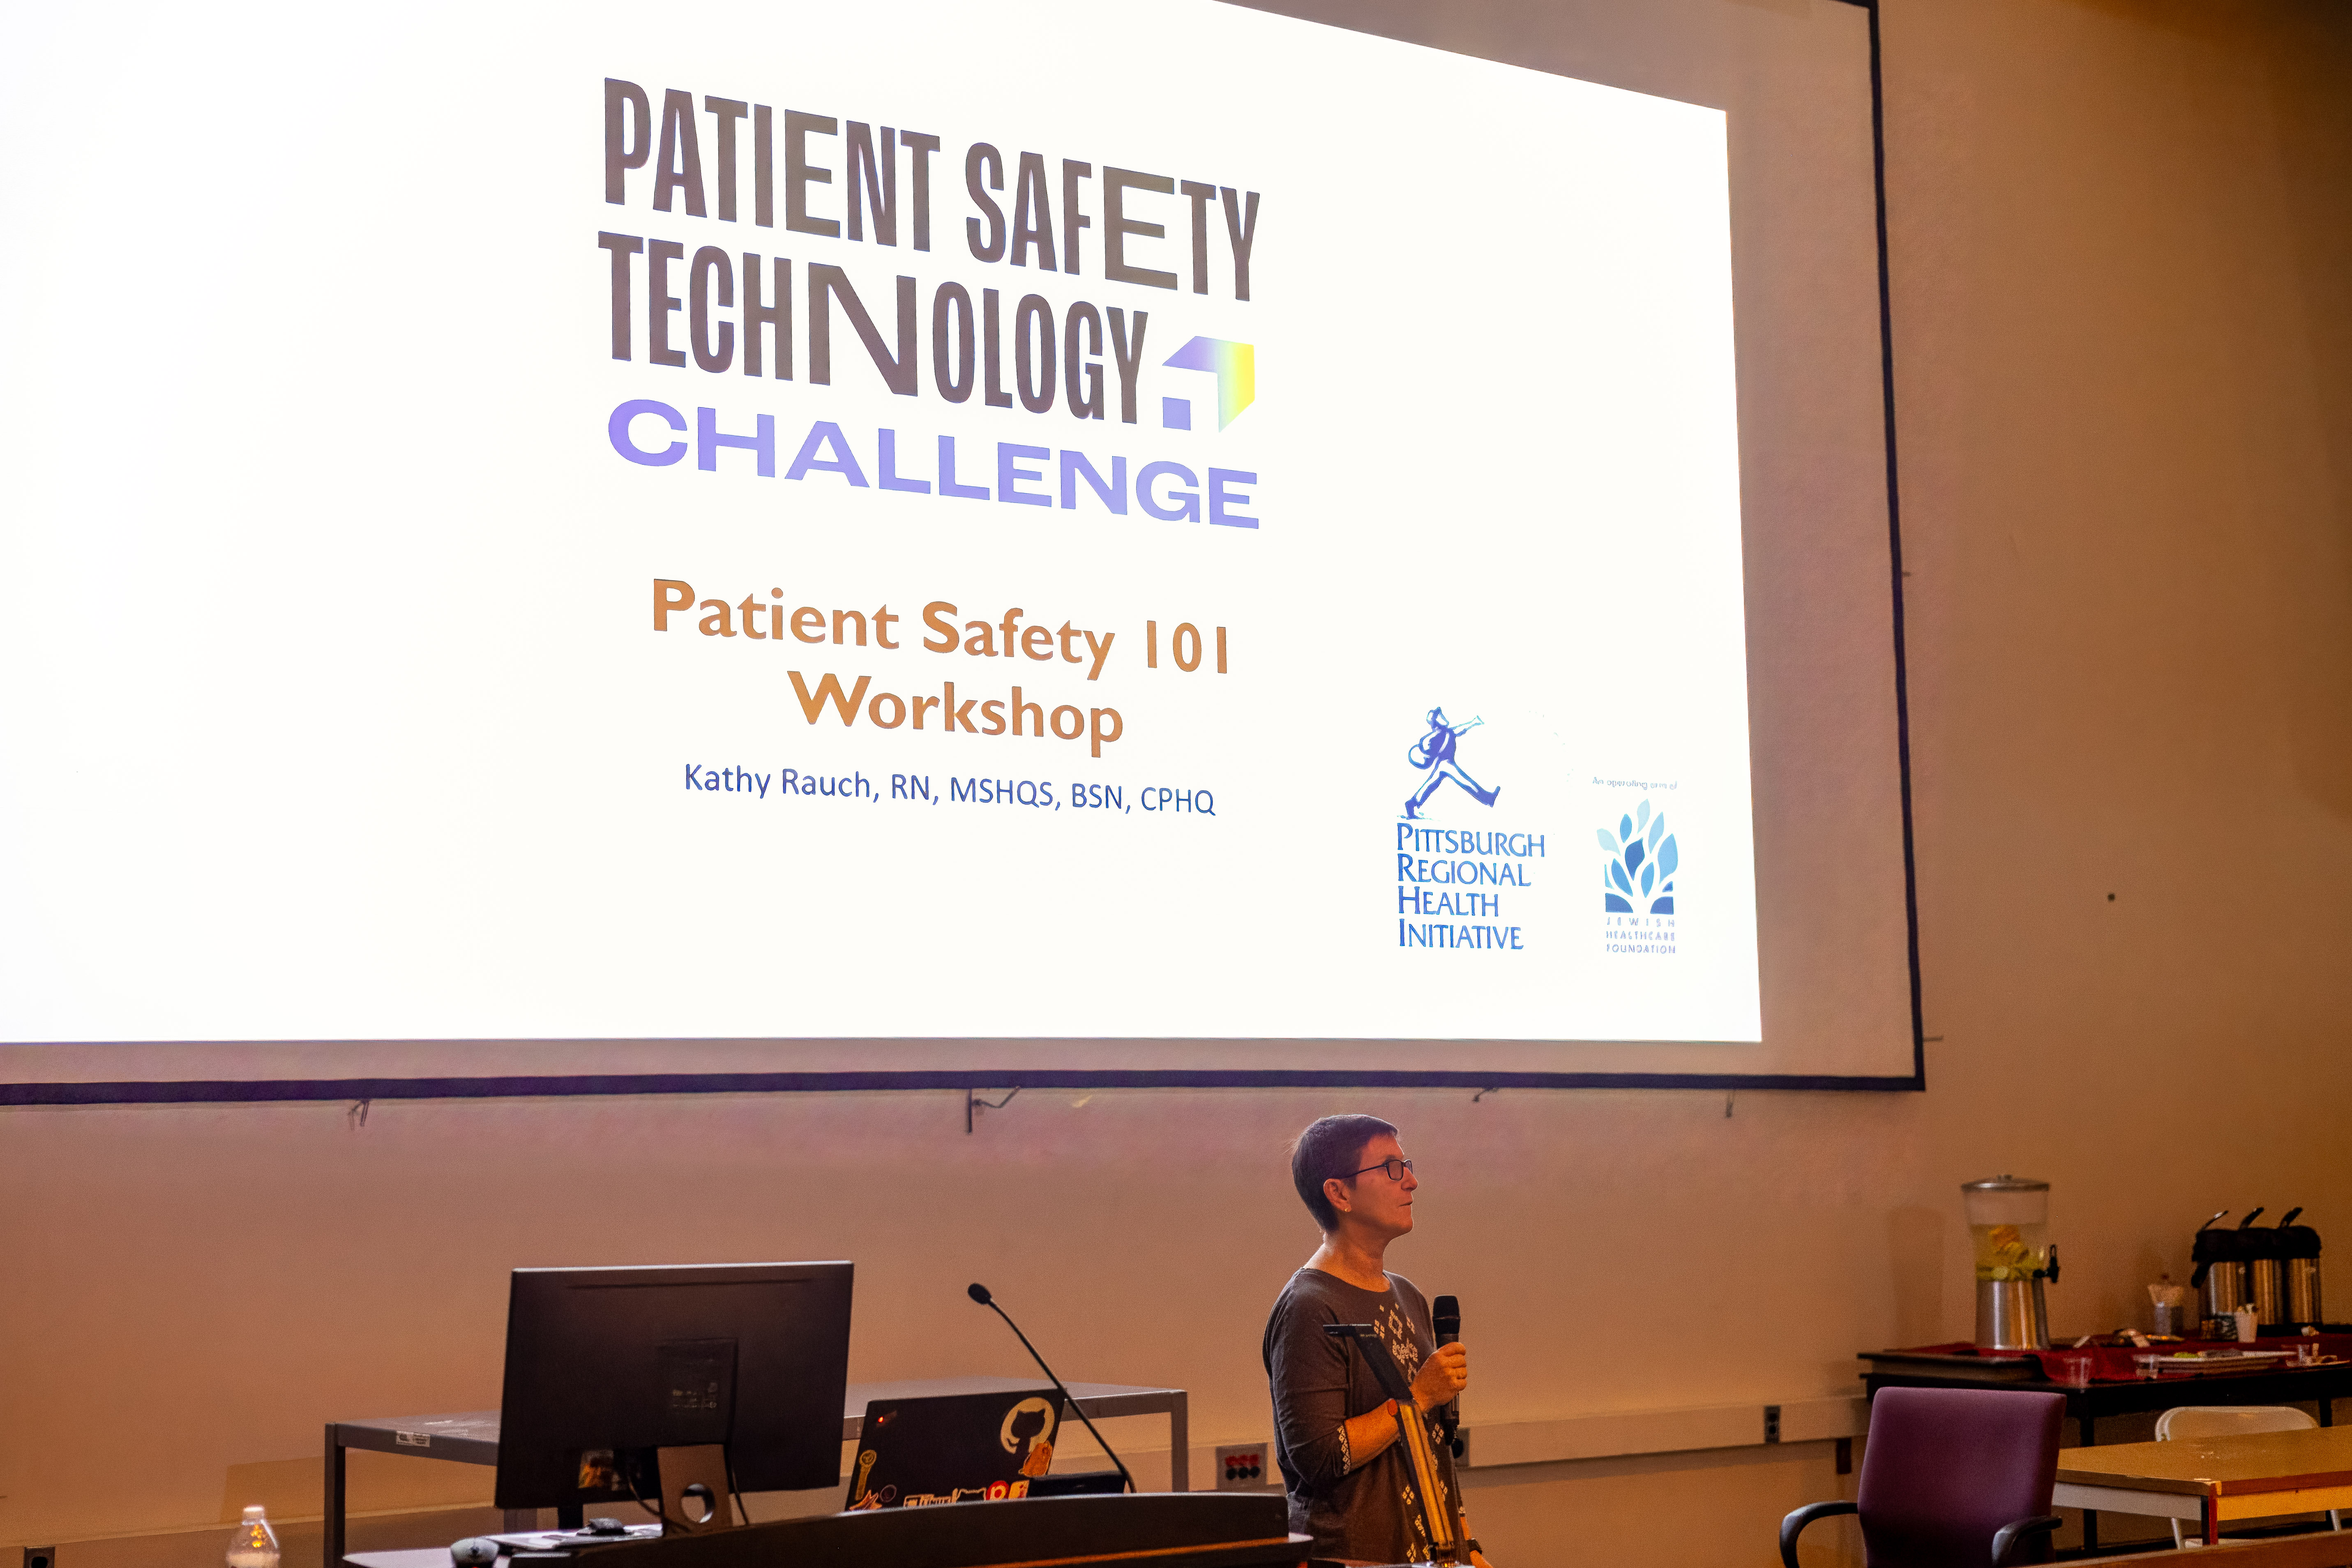 PATIENT SAFETY
TECHNOLOGY
CHALLENGE
Patient Safety 101
Workshop
Kathy Rauch, RN, MSHQS, BSN, CPHQ
PITTSBURGH
REGIONAL
HEALTH
INITIATIVE
An operating arm of
JEWISH
HEALTHCARE
FOUNDATION